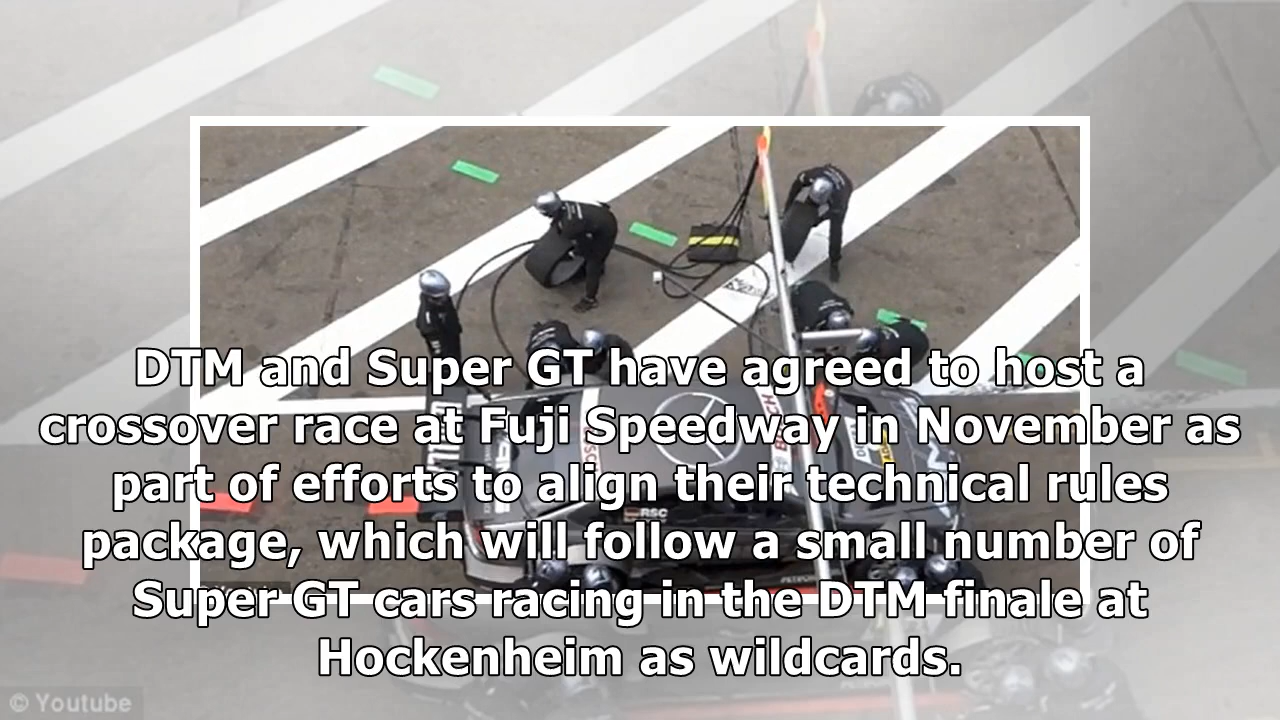 DTM and Super GT have agreed to host a
crossover race at Fuji Speedway in November as
part of efforts to align their technical rules
package, which will follow a small number of
Super GT cars racing in the DTM finale at
Hockenheim as wildcards.
RSC
© Youtube